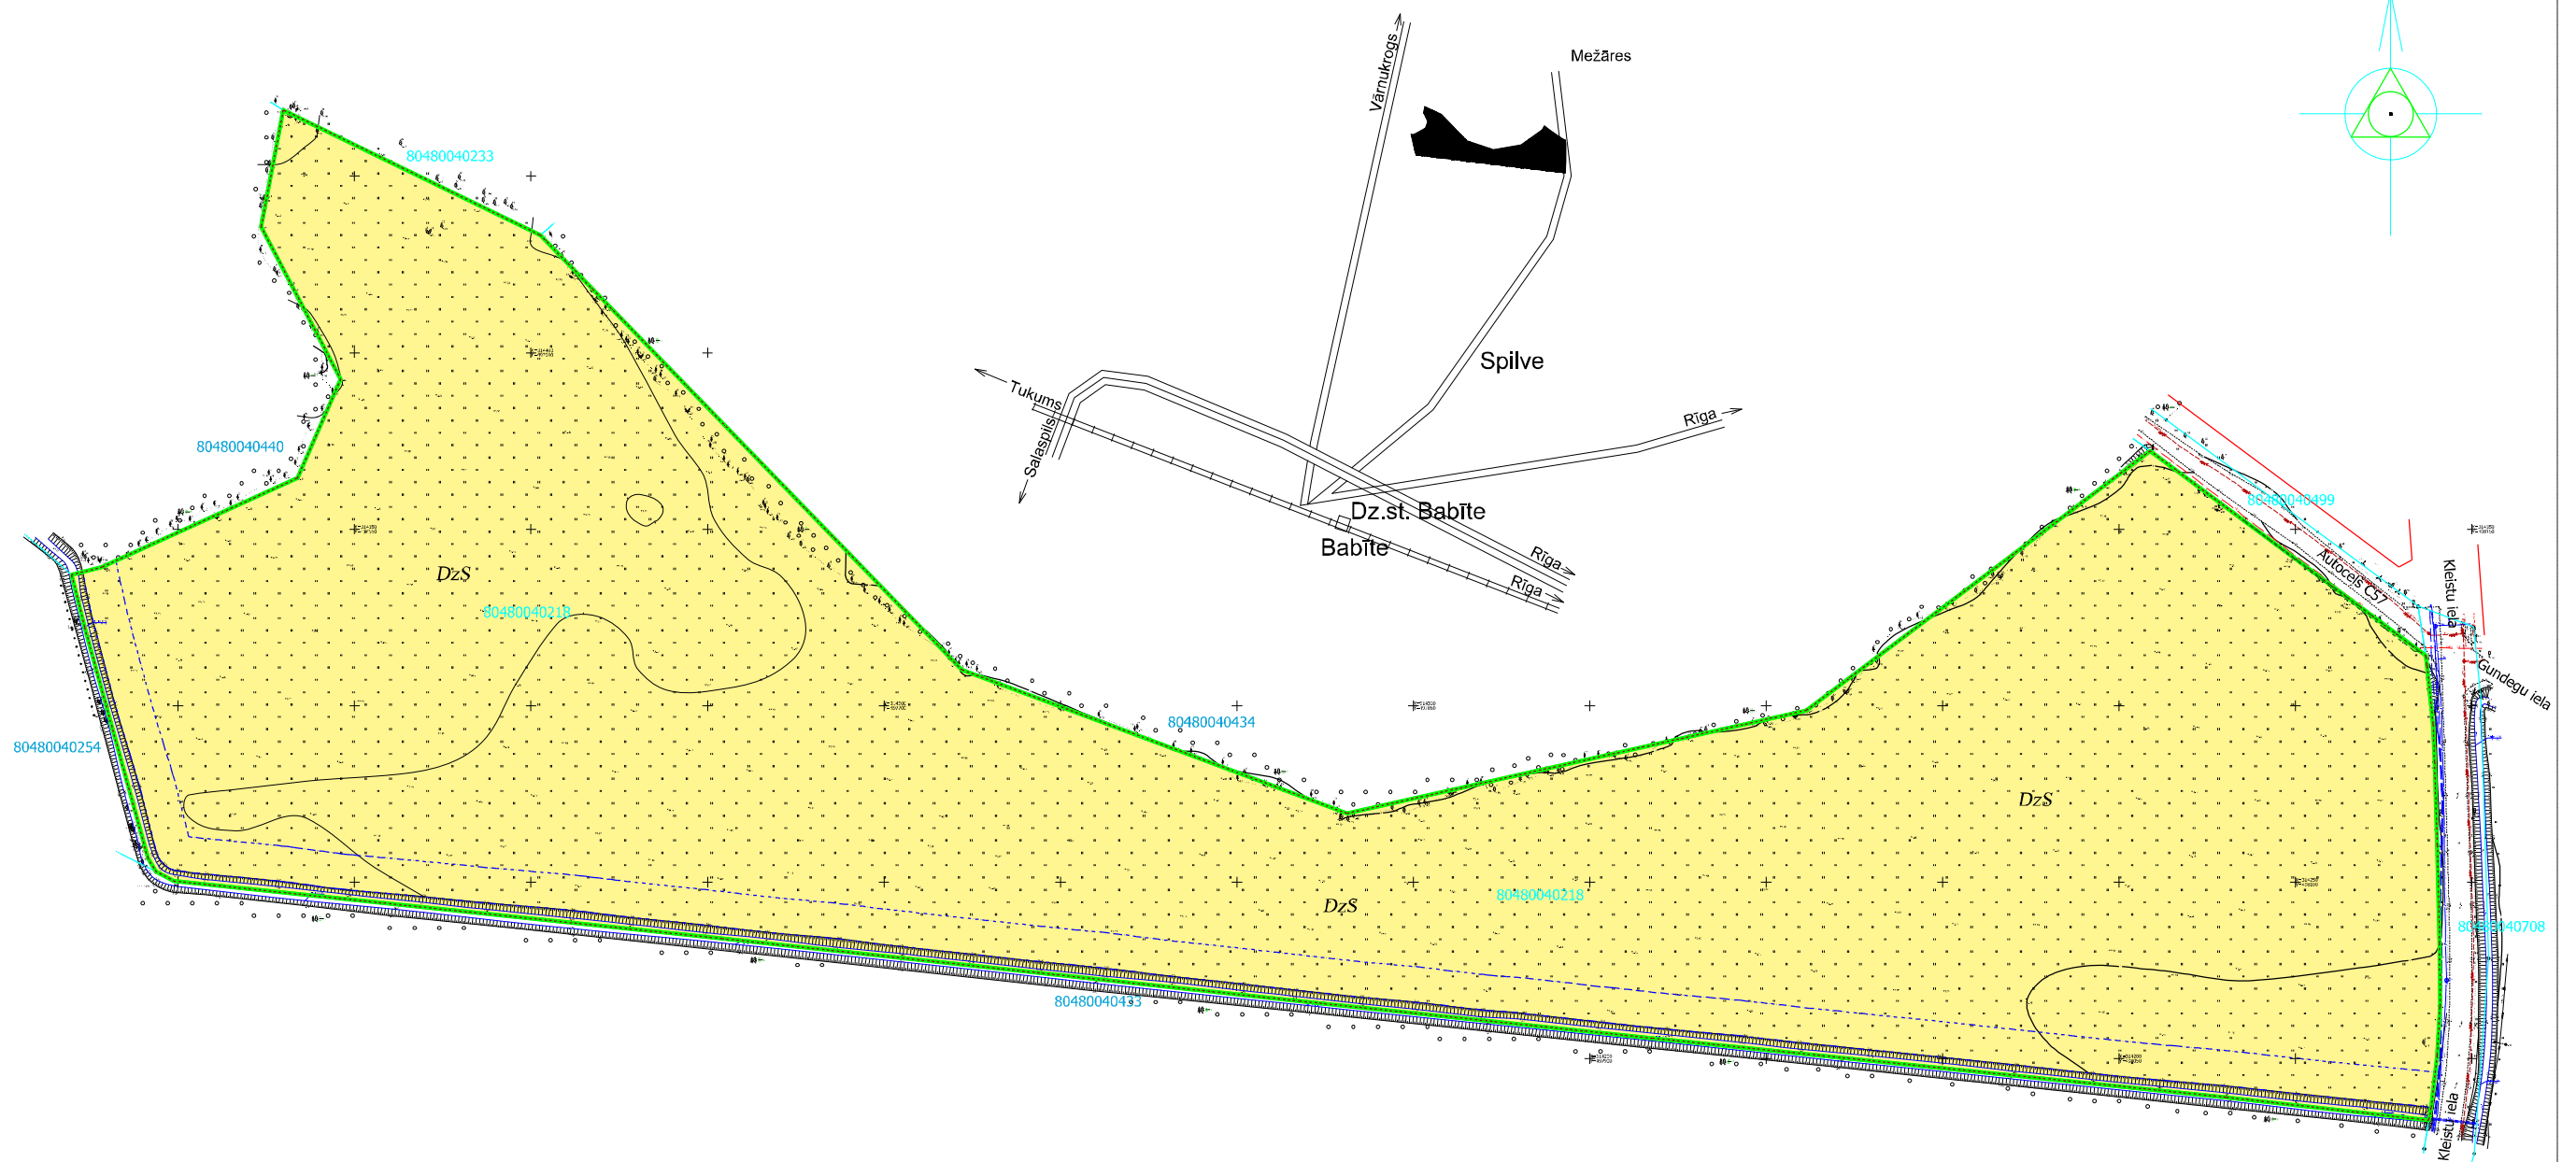 Mežāres
Vārnukrogs
80480040233
Spilve
Tukums
Rīga
80480040440
Salaspils
80480040499
Dz.st. Babīte
Babīte
Rīga
Rīga
Autoceļš C57
Kleistu iela
DzS
80480040218
Gundegu iela
80480040434
80480040254
DzS
80480040218
DzS
80480040708
80480040433
Kleistu iela